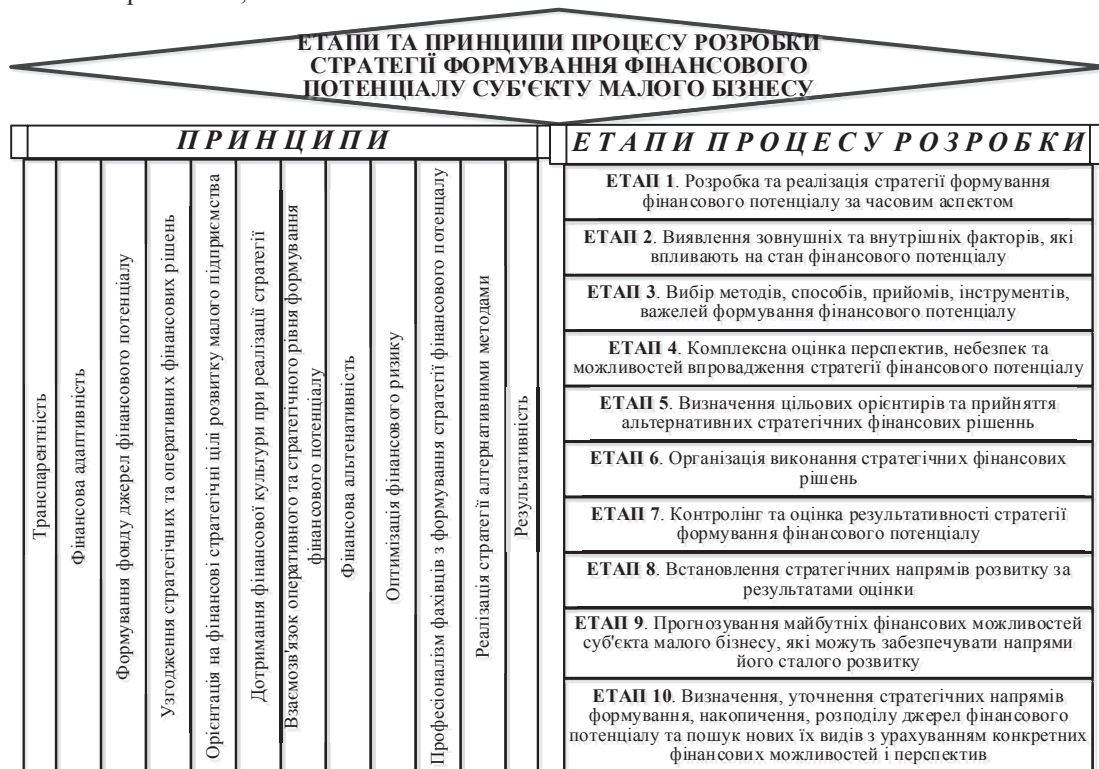 ЕТАПИ ТА ПРИНЦИПИ ПРОЦЕСУ РОЗРОБКИ
СТРАТЕГІЇ ФОРМУВАННЯ ФІНАНСОВОГО
ПОТЕНЦІАЛУ СУБ'ЄКТУ МАЛОГО БІЗНЕСУ
ПРИНЦИПИ
Транспарентність
Фінансова адаптивність
Формування фонду джерел фінансового потенціалу
Узгодження стратегічних та оперативних фінансових рішень
Орієнтація на фінансові стратегічні цілі розвитку малого підприємства
Дотримання фінансової культури при реалізації стратегії
Взаємозв'язок оперативного та стратегічного рівня формування
фінансового потенціалу
Фінансова альтенативність
Оптимізація фінансового ризику
Професіоналізм фахівців з формування стратегії фінансового потенцалу
Реалізація стратегії алтернативними методами
Результативність
ЕТАПИ ПРОЦЕСУ РОЗРОБКИ
ЕТАП 1. Розробка та реалізація стратегії формування
фінансового потенціалу за часовим аспектом
ЕТАП 2. Виявлення зовнушніх та внутрішніх факторів, які
впливають на стан фінансового потенціалу
ЕТАП 3. Вибір методів, способів, прийомів, інструментів,
важелей формування фінансового потенціалу
ЕТАП 4. Комплексна оцінка перспектив, небезпек та
можливостей впровадження стратегії фінансового потенціалу
ЕТАП 5. Визначення цільових орієнтирів та прийняття
альтернативних стратегічних фінансових рішеннь
ЕТАП 6. Організація виконання стратегічних фінансових
рішень
ЕТАП 7. Контролінг та оцінка результативності стратегії
формування фінансового потенціалу
ЕТАП 8. Встановлення стратегічних напрямів розвитку за
результатами оцінки
ЕТАП 9. Прогнозування майбутніх фінансових можливостей
суб'єкта малого бізнесу, які можуть забезпечувати напрями
його сталого розвитку
ЕТАП 10. Визначення, уточнення стратегічних напрямів
формування, накопичення, розподілу джерел фінансового
потенціалу та пошук нових їх видів з урахуванням конкретних
фінансових можливостей і перспектив